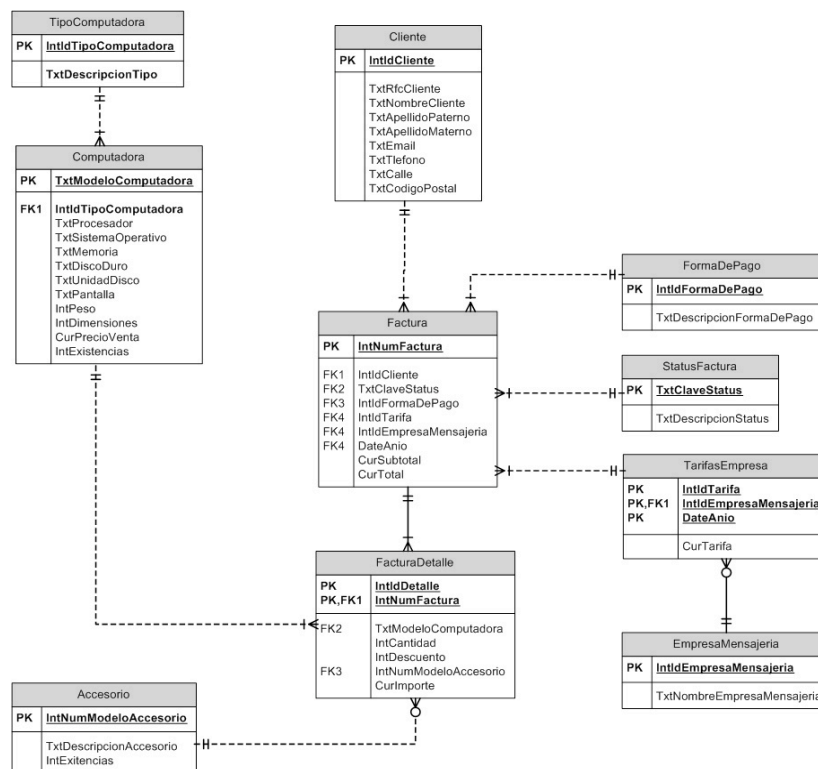 TipoComputadora
PK IntIdTipoComputadora
TxtDescripcionTipo
Cliente
PK IntIdCliente
TxtRfcCliente
TxtNombreCliente
TxtApellidoPaterno
TxtApellidoMaterno
TxtEmail
TxtTlefono
TxtCalle
TxtCodigoPostal
Computadora
PK TxtModeloComputadora
FK1 IntIdTipoComputadora
TxtProcesador
TxtSistemaOperativo
TxtMemoria
TxtDiscoDuro
TxtUnidadDisco
TxtPantalla
IntPeso
IntDimensiones
CurPrecioVenta
IntExistencias
FormaDePago
PK IntIdFormaDePago
TxtDescripcionFormaDePago
Factura
PK IntNumFactura
FK1 IntIdCliente
FK2 TxtClaveStatus
FK3 IntIdFormaDePago
FK4 IntIdTarifa
FK4 IntIdEmpresaMensajeria
FK4 DateAnio
CurSubtotal
CurTotal
StatusFactura
PK TxtClaveStatus
TxtDescripcionStatus
TarifasEmpresa
PK IntIdTarifa
PK,FK1 IntIdEmpresaMensajeria
PK DateAnio
CurTarifa
FacturaDetalle
PK IntIdDetalle
PK,FK1 IntNumFactura
FK2 TxtModeloComputadora
IntCantidad
IntDescuento
FK3 IntNumModeloAccesorio
CurImporte
EmpresaMensajeria
PK IntIdEmpresaMensajeria
TxtNombreEmpresaMensajeria
Accesorio
PK IntNumModeloAccesorio
TxtDescripcionAccesorio
IntExitencias